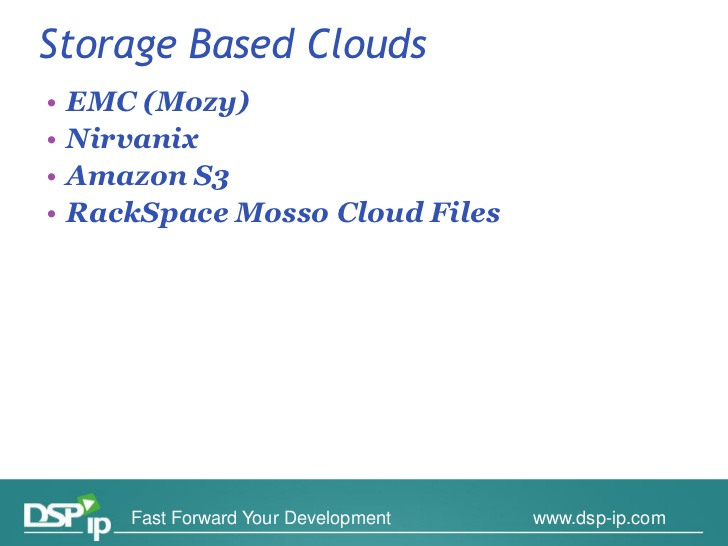 Storage Based Clouds
• EMC (Mozy)
• Nirvanix
• Amazon S3
• RackSpace Mosso Cloud Files
DSP ip
Fast Forward Your Development
www.dsp-ip.com